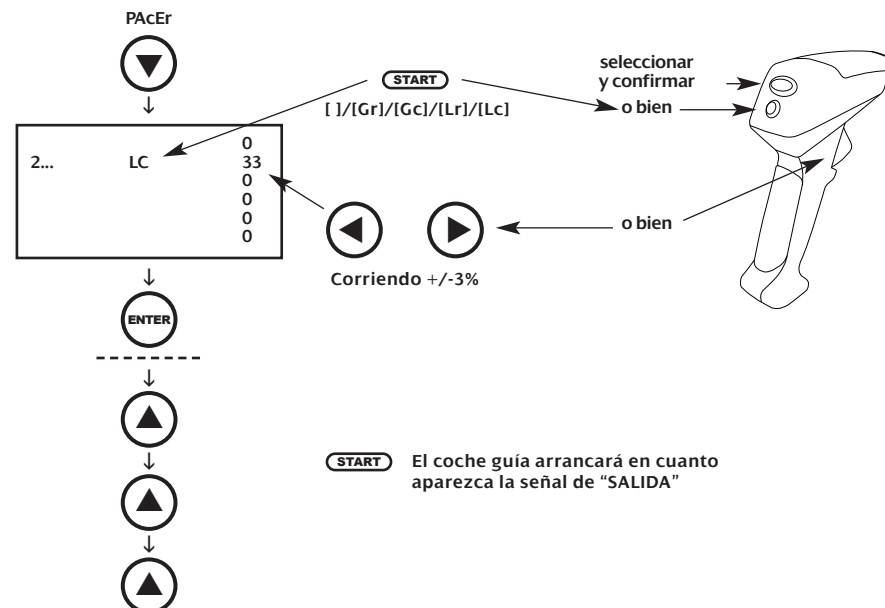 PAcEr
START
[ ]/[Gr]/[Gc]/[Lr]/[Lc]
seleccionar
y confirmar
o bien
0
2... LC 33
0
0
0
0
o bien
Corriendo +/-3%
ENTER
START El coche guía arrancará en cuanto
aparezca la señal de “SALIDA”